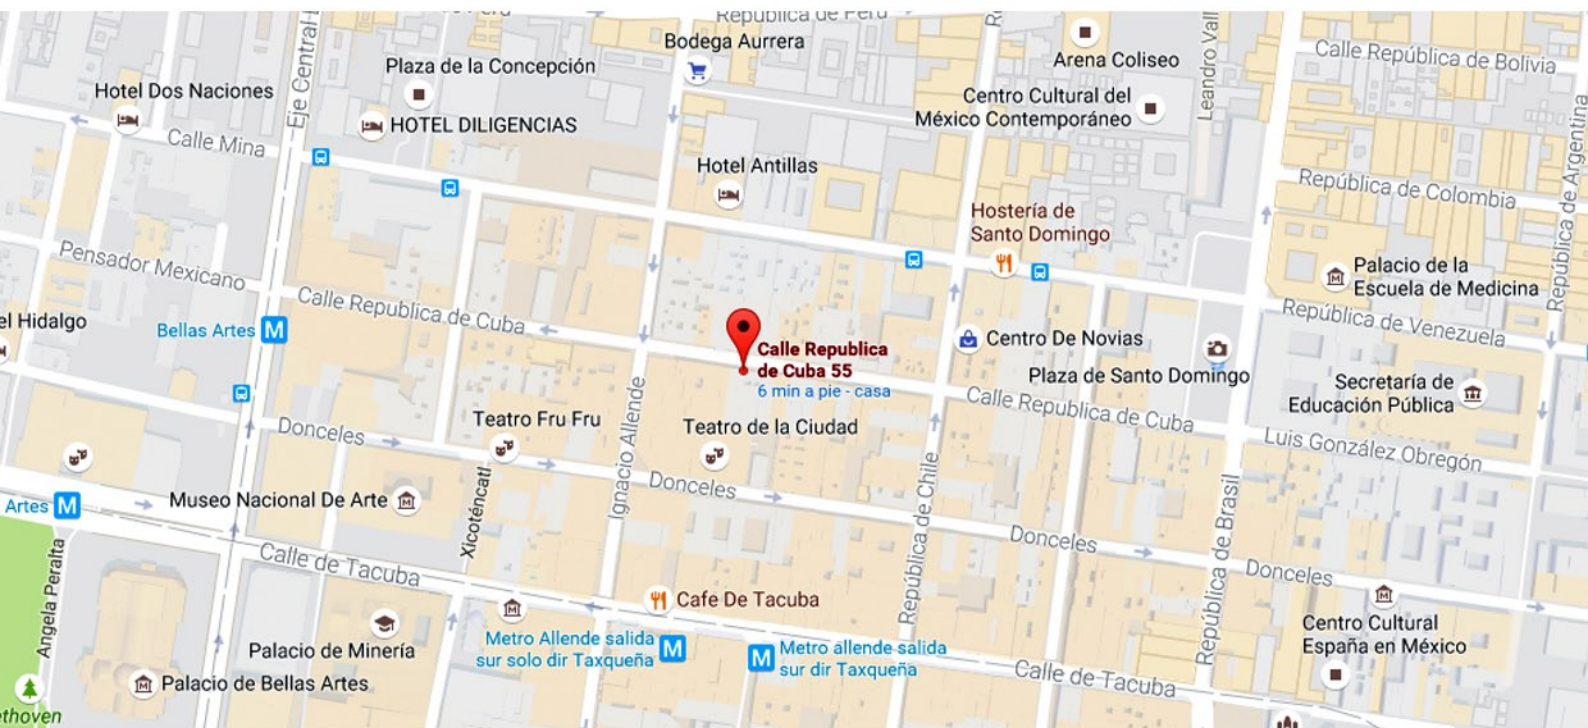 República de Perú
Bodega Aurrera
Plaza de la Concepción
Arena Coliseo
Calle República de Bolivia
Hotel Dos Naciones
Eje Central
Centro Cultural del
México Contemporáneo
Leandro Vall
República de Argentina
HOTEL DILIGENCIAS
Calle Mina
Hotel Antillas
República de Colombia
Hostería de
Santo Domingo
Pensador Mexicano
Palacio de la
Escuela de Medicina
Calle Republica de Cuba
República de Venezuela
el Hidalgo
Bellas Artes
M
Centro De Novias
Calle Republica
de Cuba 55
6 min a pie - casa
Plaza de Santo Domingo
Secretaría de
Educación Pública
Calle Republica de Cuba
Ignacio Allende
Teatro Fru Fru
Teatro de la Ciudad
Donceles
Luis González Obregón
Donceles
República de Chile
República de Brasil
Artes
M
Museo Nacional De Arte
Xicoténcatl
Donceles
Donceles
Angela Peralta
Calle de Tacuba
Cafe De Tacuba
Palacio de Minería
Metro Allende salida
sur solo dir Taxqueña
M
M
Metro allende salida
sur dir Taxqueña
Centro Cultural
España en México
Calle de Tacuba
Palacio de Bellas Artes
ethoven